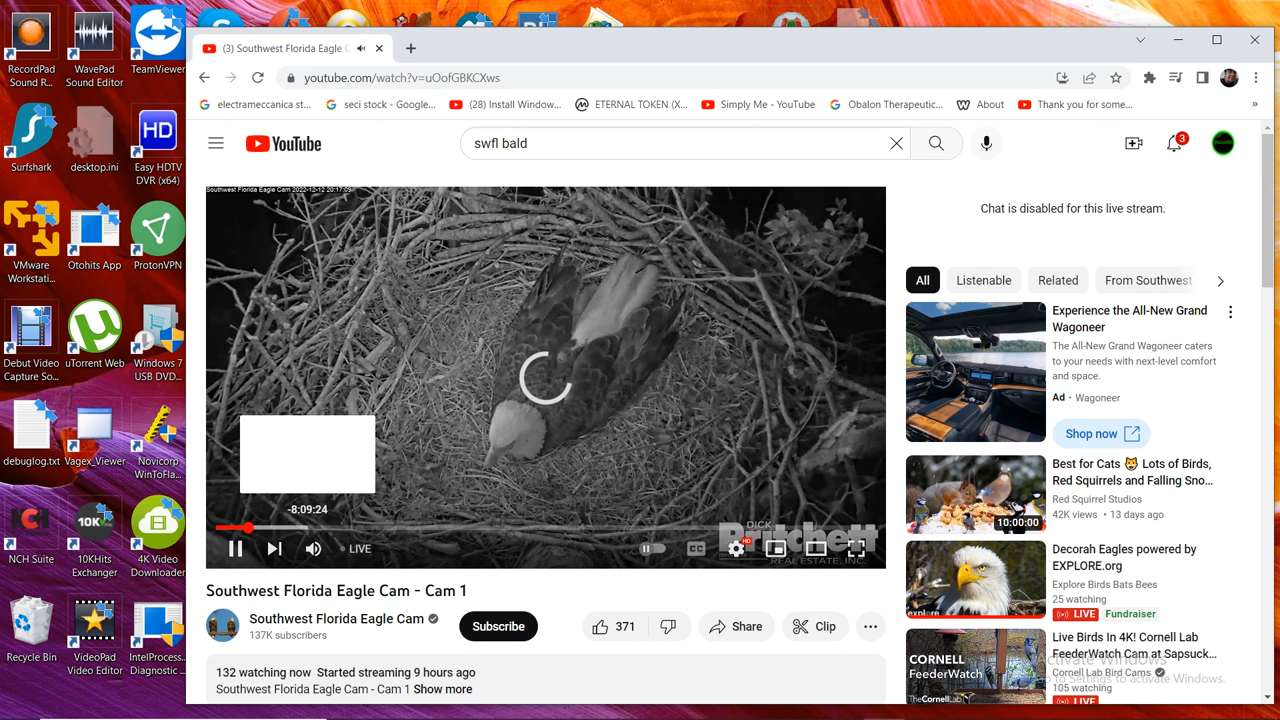 RecordPad
Sound R...
WavePad
Sound Editor
TeamViewer
Surfshark
desktop.ini
HD
Easy HDTV
DVR (x64)
VMware
Workstati...
Otohits App
ProtonVPN
Debut Video
Capture So...
uTorrent Web
Windows 7
USB DVD...
debuglog.txt
Vagex_Viewer
Novicorp
WinToFla...
NCH
NCH Suite
10K
10KHits
Exchanger
4K Video
Downloader
Recycle Bin
VideoPad
Video Editor
IntelProcess...
Diagnostic ...
(3) Southwest Florida Eagle C
youtube.com/watch?v=uOofGBKCXws
electrameccanica st...
seci stock - Google...
(28) Install Window...
ETERNAL TOKEN (X...
Simply Me - YouTube
Obalon Therapeutic...
About
Thank you for some...
»
YouTube
swfl bald
3
Southwest Florida Eagle Cam 2022-12-12 20:17:09
-8:09:24
LIVE
CC
HD
DICK
Pritchett
REAL ESTATE, INC.
Southwest Florida Eagle Cam - Cam 1
Southwest Florida Eagle Cam
137K subscribers
Subscribe
371
Share
Clip
132 watching now Started streaming 9 hours ago
Southwest Florida Eagle Cam - Cam 1 Show more
Chat is disabled for this live stream.
All
Listenable
Related
From Southwest
Experience the All-New Grand
Wagoneer
The All-New Grand Wagoneer caters
to your needs with next-level comfort
and space.
Ad · Wagoneer
Shop now
Best for Cats 😺 Lots of Birds,
Red Squirrels and Falling Sno...
Red Squirrel Studios
42K views • 13 days ago
10:00:00
Decorah Eagles powered by
EXPLORE.org
Explore Birds Bats Bees
25 watching
LIVE
Fundraiser
explore
Live Birds In 4K! Cornell Lab
FeederWatch Cam at Sapsuck...
Cornell Lab Bird Cams
105 watching
LIVE
CORNELL
FeederWatch
TheCornellLab
Activate Windows
Go to Settings to activate Windows.